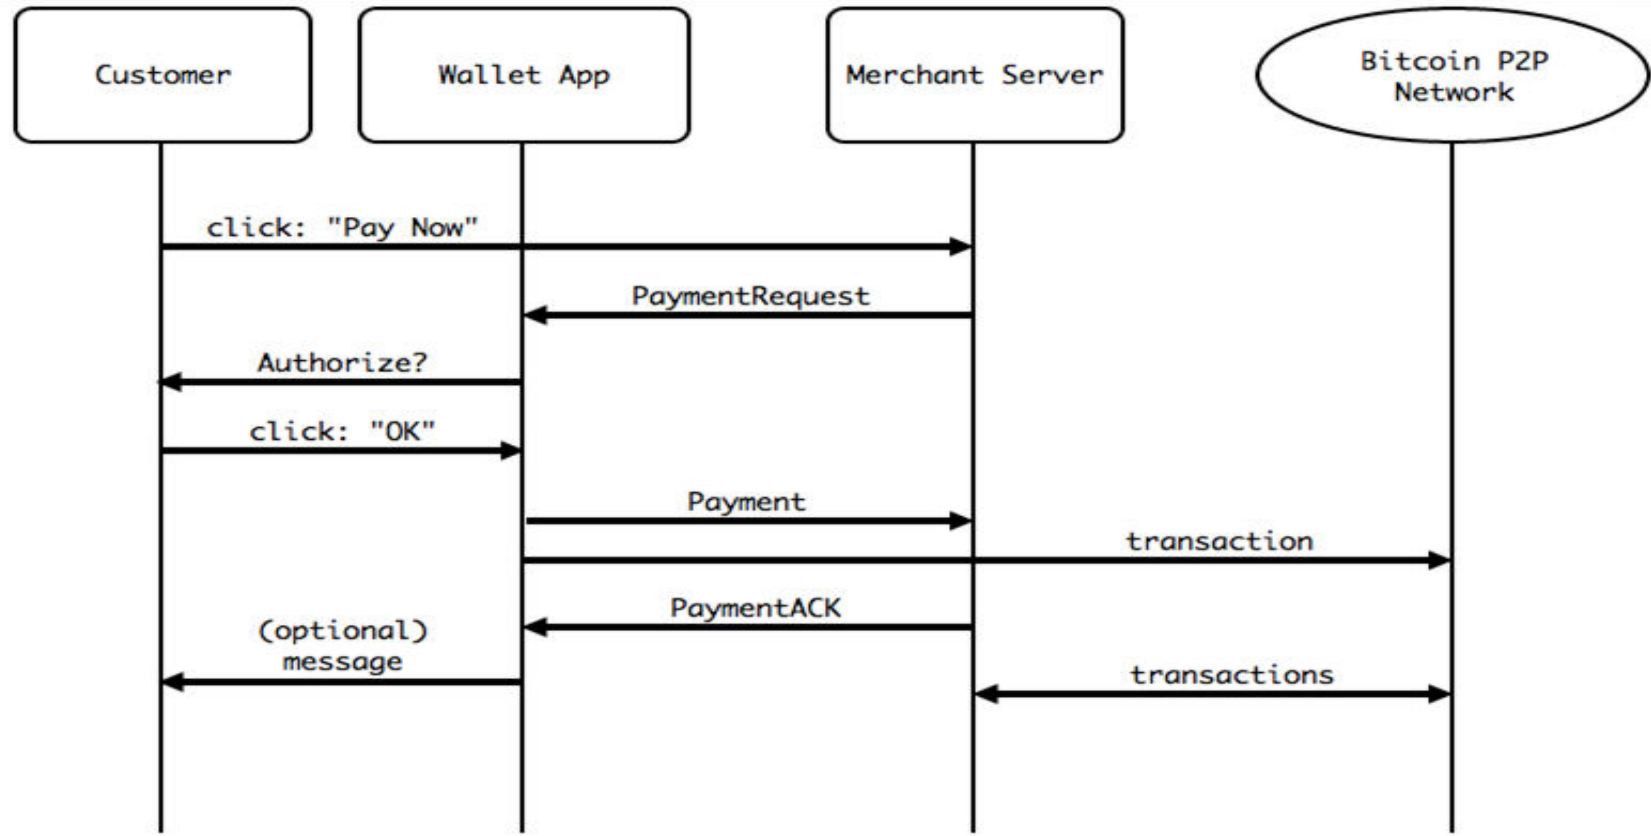 Customer
Wallet App
Merchant Server
Bitcoin P2P
Network
click: "Pay Now"
PaymentRequest
Authorize?
click: "OK"
Payment
transaction
PaymentACK
(optional)
message
transactions